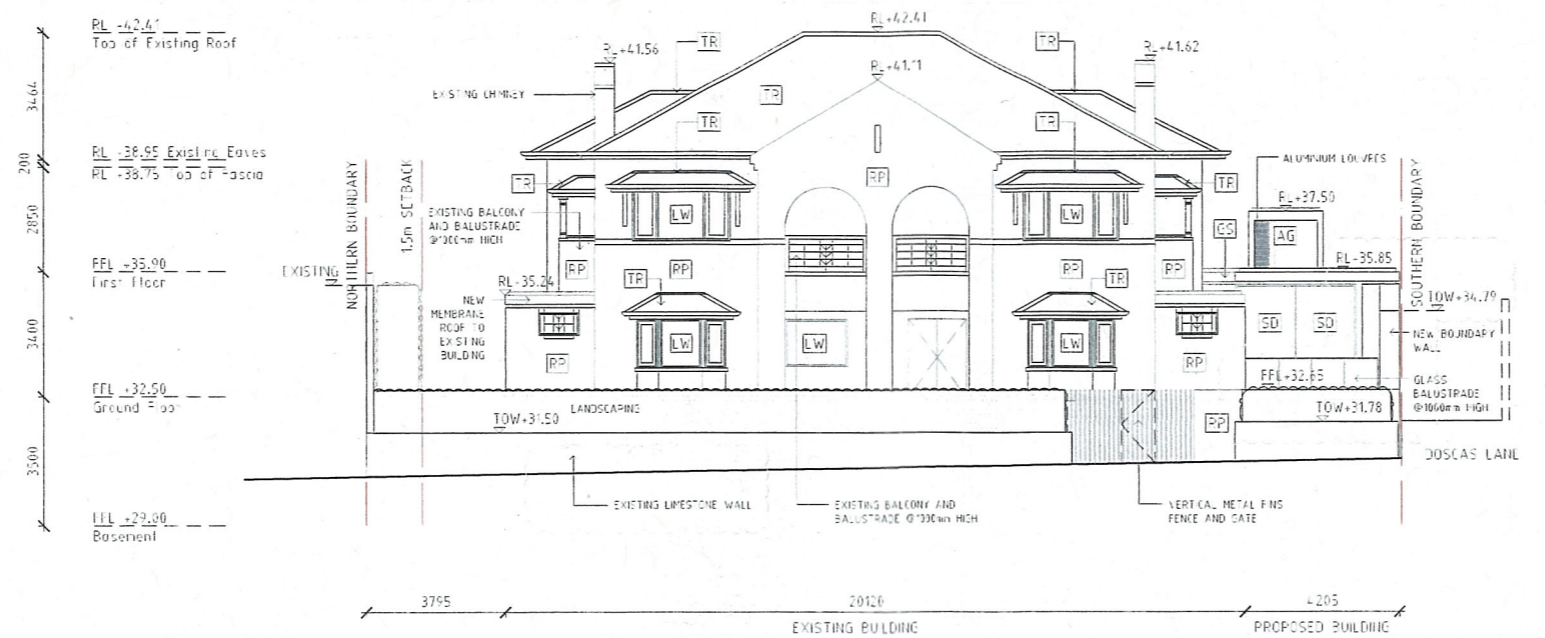 RL +42.41
Top of Existing Roof
3464
RL +38.95 Existing Eaves
200
RL +38.75 Top of Fascia
2850
FFL +35.90
First Floor
3400
FFL +32.50
Ground Floor
3500
FFL +29.00
Basement
NORTHERN BOUNDARY
1.5m SETBACK
EXISTING
RL+42.41
RL+41.56
RL+41.62
RL+41.11
TR
TR
TR
TR
TR
EXISTING CHIMNEY
RP
TR
TR
EXISTING BALCONY
AND BALUSTRADE
@1000mm HIGH
LW
LW
ALUMINIUM LOUVRES
RL+37.50
GS
AG
RL+35.85
SOUTHERN BOUNDARY
RP
TR
RP
RP
TR
RP
RL+35.24
NEW
MEMBRANE
ROOF TO
EXISTING
BUILDING
RP
LW
LW
LW
RP
SD
SD
TOW+34.79
NEW BOUNDARY
WALL
FFL+32.65
GLASS
BALUSTRADE
@1000mm HIGH
LANDSCAPING
TOW+31.50
RP
TOW+31.78
DOSCAS LANE
EXISTING LIMESTONE WALL
EXISTING BALCONY AND
BALUSTRADE @1000mm HIGH
VERTICAL METAL FINS
FENCE AND GATE
3795
20120
4205
EXISTING BUILDING
PROPOSED BUILDING